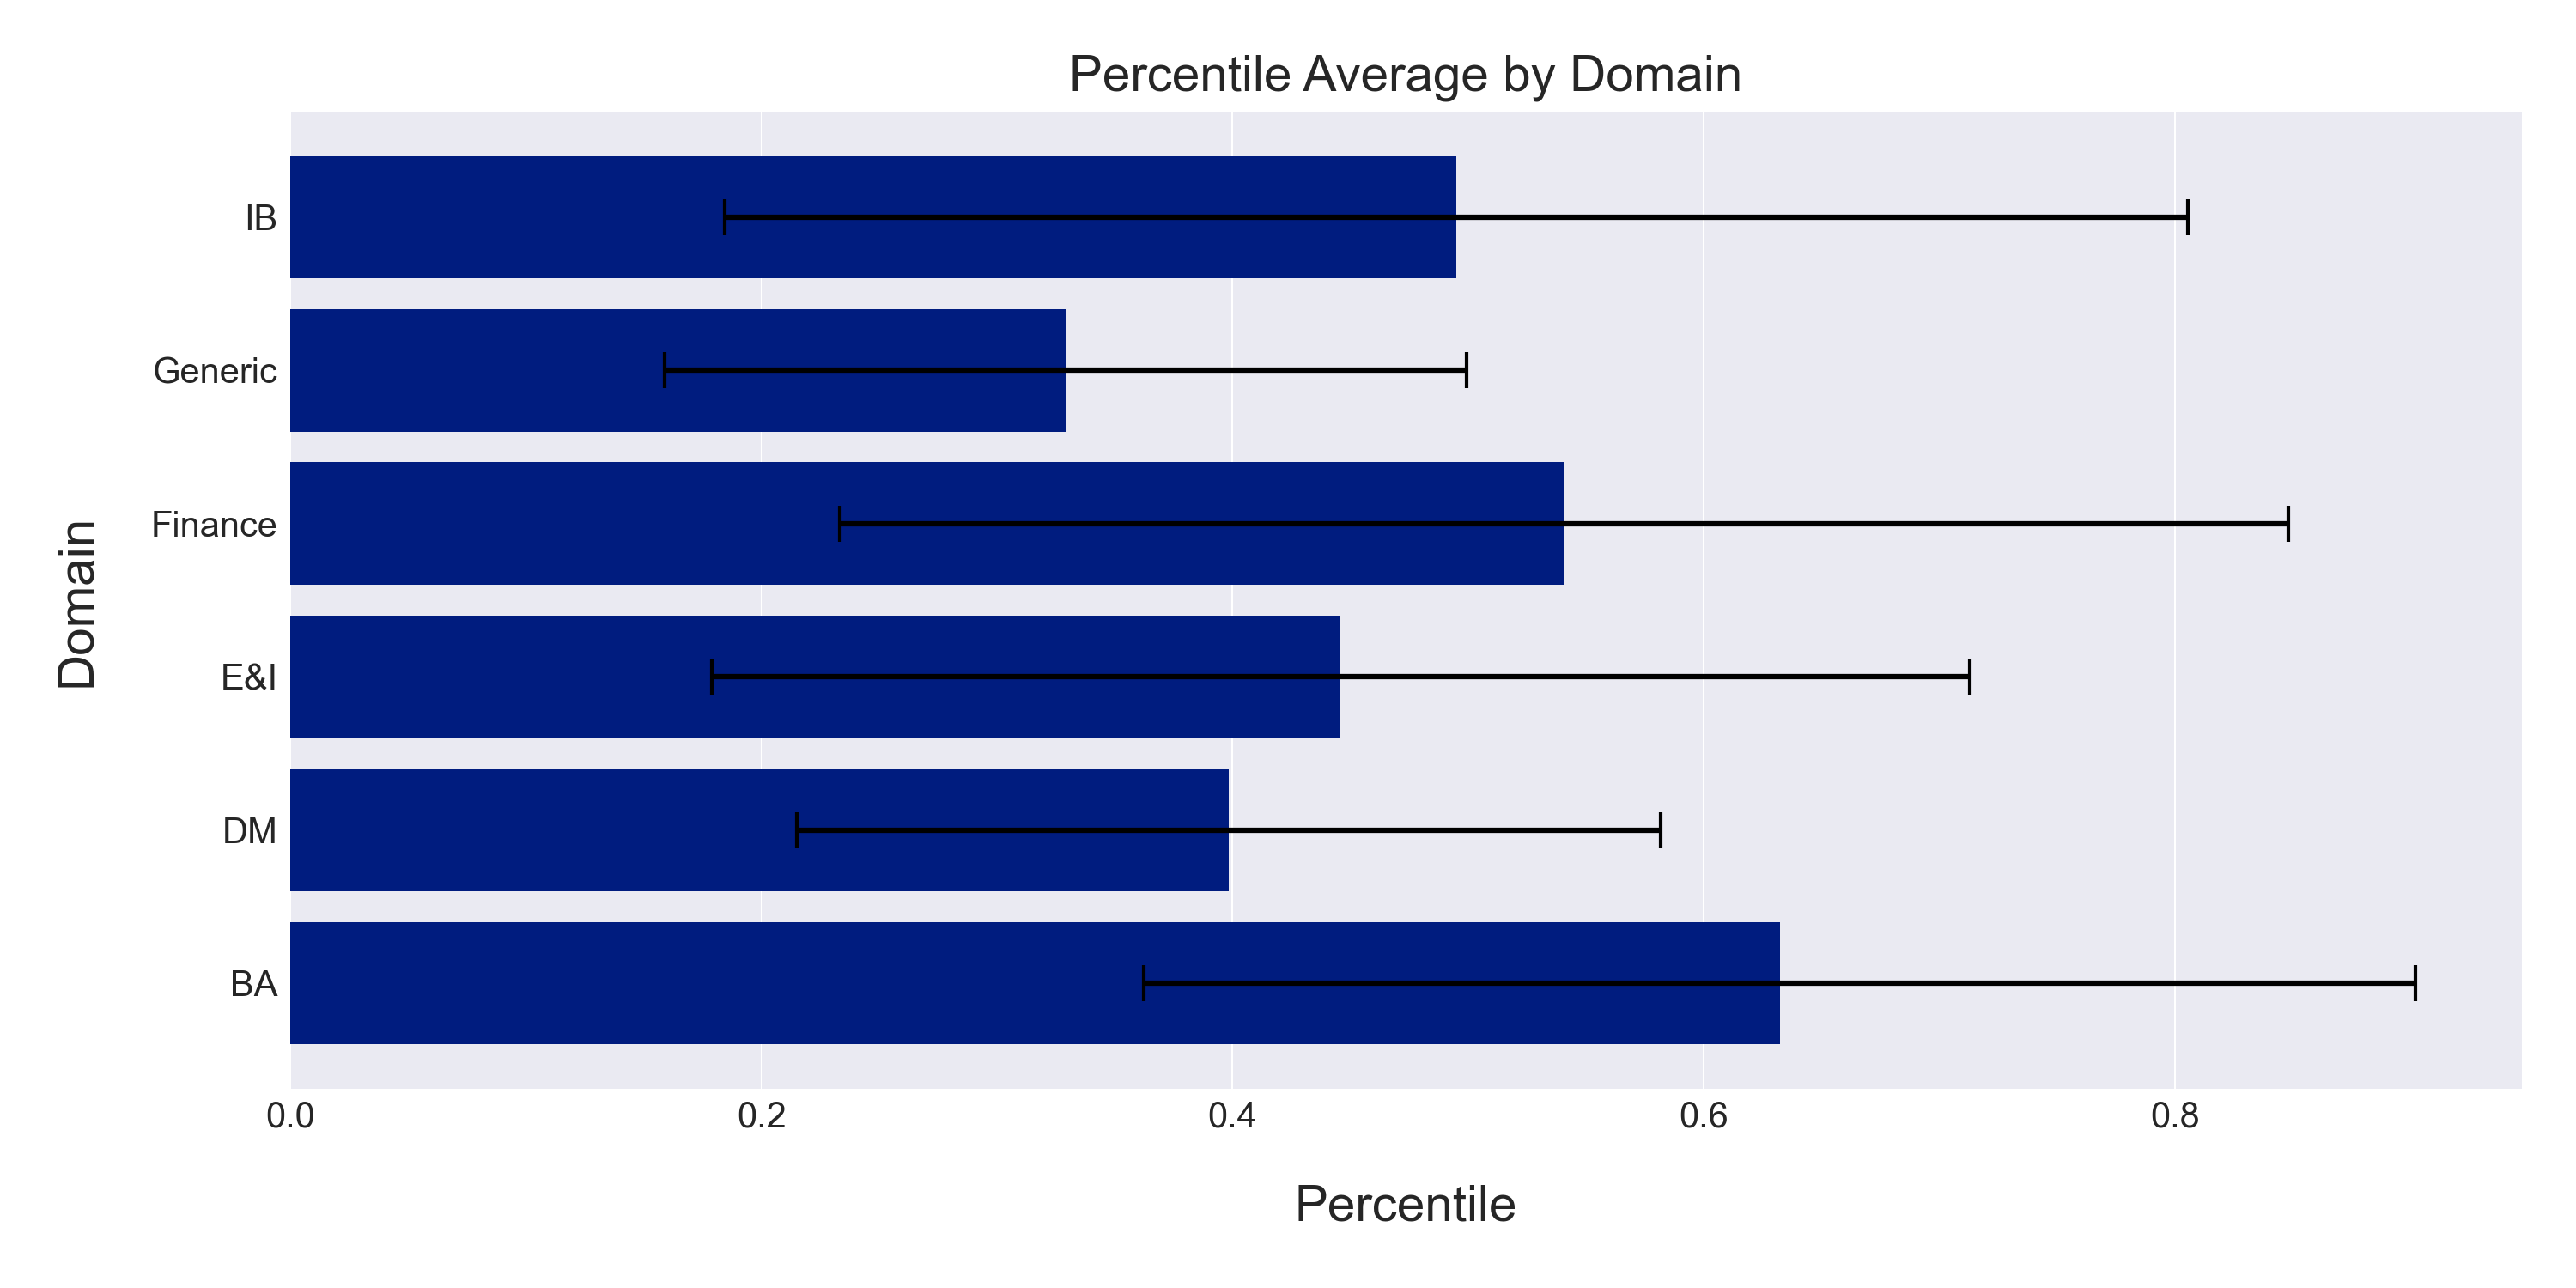 Percentile Average by Domain
Domain
IB
Generic
Finance
E&I
DM
BA
0.0 0.2 0.4 0.6 0.8
Percentile